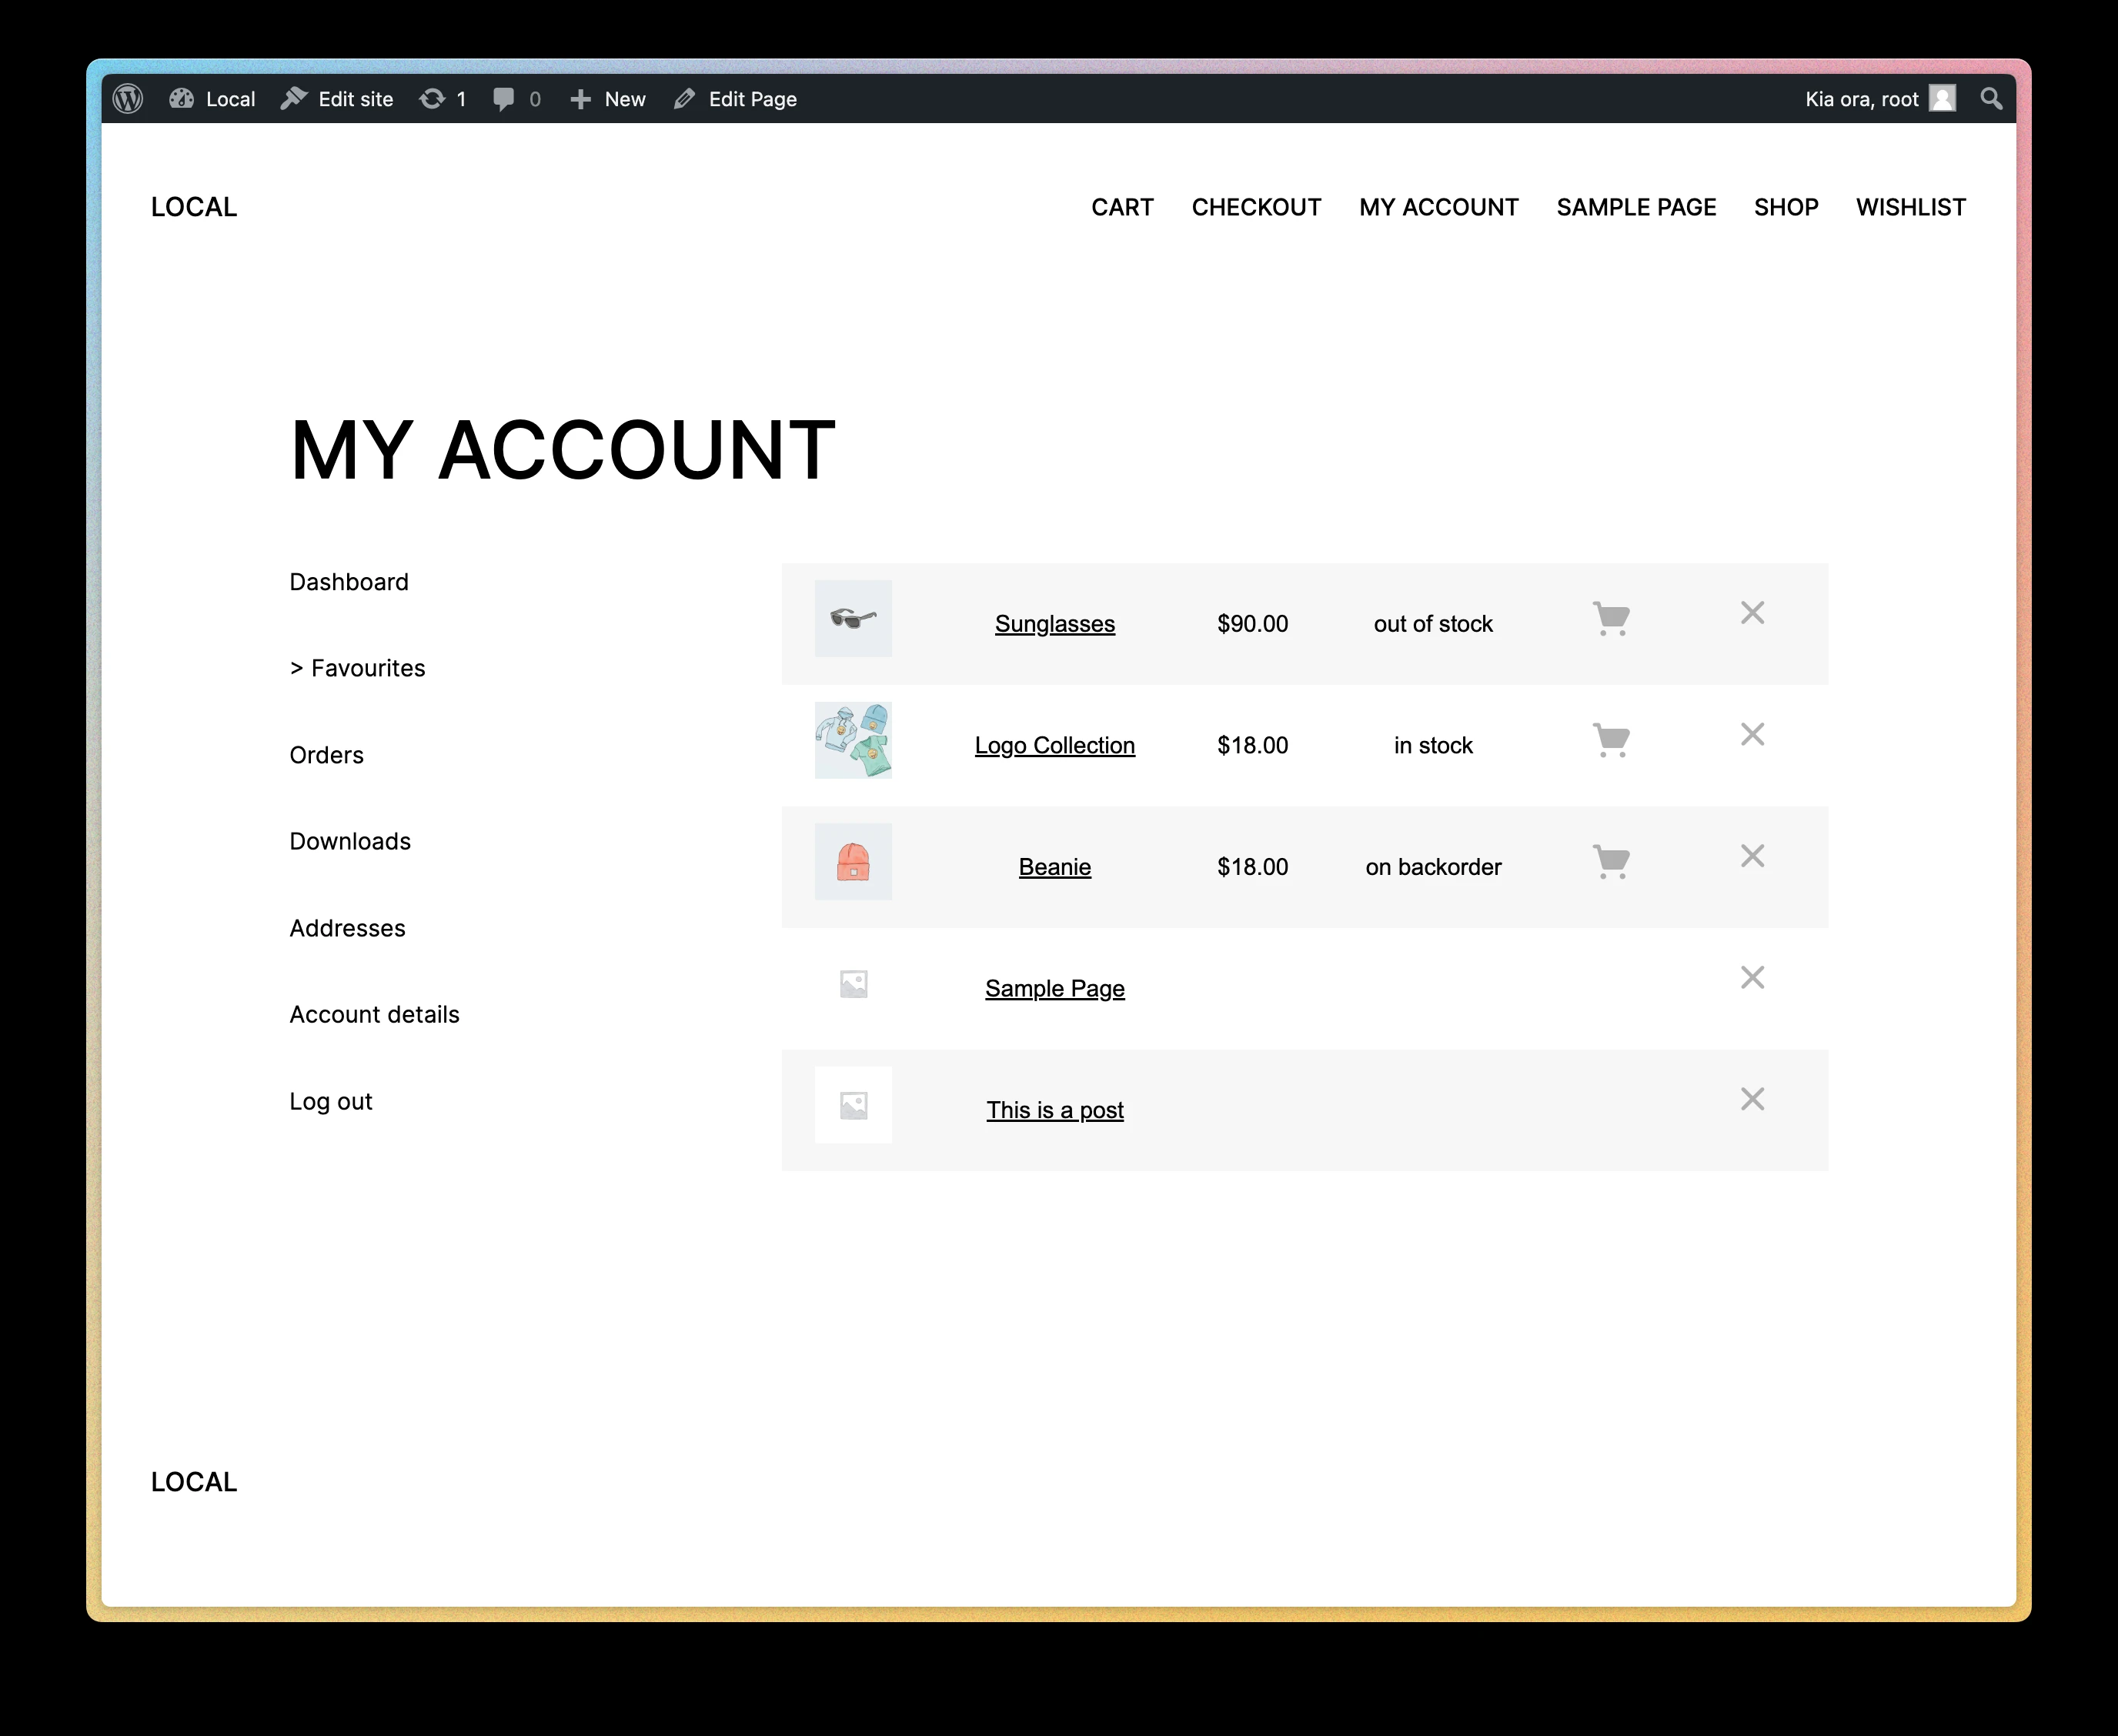 Local Edit site 1 0 New Edit Page Kia ora, root
LOCAL CART CHECKOUT MY ACCOUNT SAMPLE PAGE SHOP WISHLIST
MY ACCOUNT
Dashboard
> Favourites
Orders
Downloads
Addresses
Account details
Log out
Sunglasses $90.00 out of stock
Logo Collection $18.00 in stock
Beanie $18.00 on backorder
Sample Page
This is a post
LOCAL